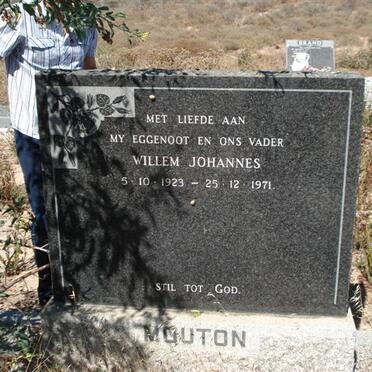 BRAND
MET LIEFDE AAN
MY EGGENOOT EN ONS VADER
WILLEM JOHANNES
5·10·1923 – 25·12·1971
STIL TOT GOD.
MOUTON